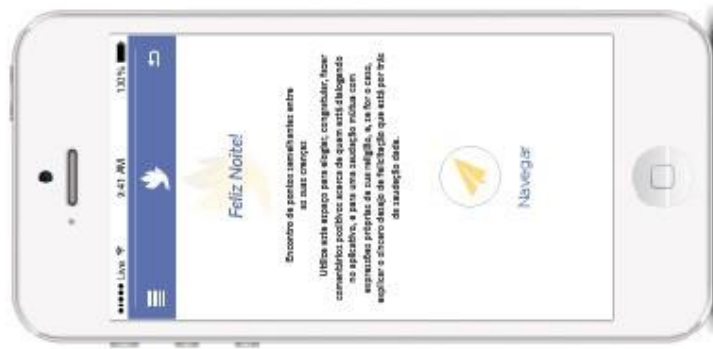 Live 9:41 AM 100%
Feliz Noite!
Encontro de pontos semelhantes entre
as suas crenças:
Utilize este espaço para elogiar, congratular, fazer
comentários positivos acerca de quem está dialogando
no aplicativo, e para uma saudação mútua com
expressões próprias de sua religião, e, se for o caso,
explicar o sincero desejo de felicitação que está por trás
da saudação dada.
Navegar